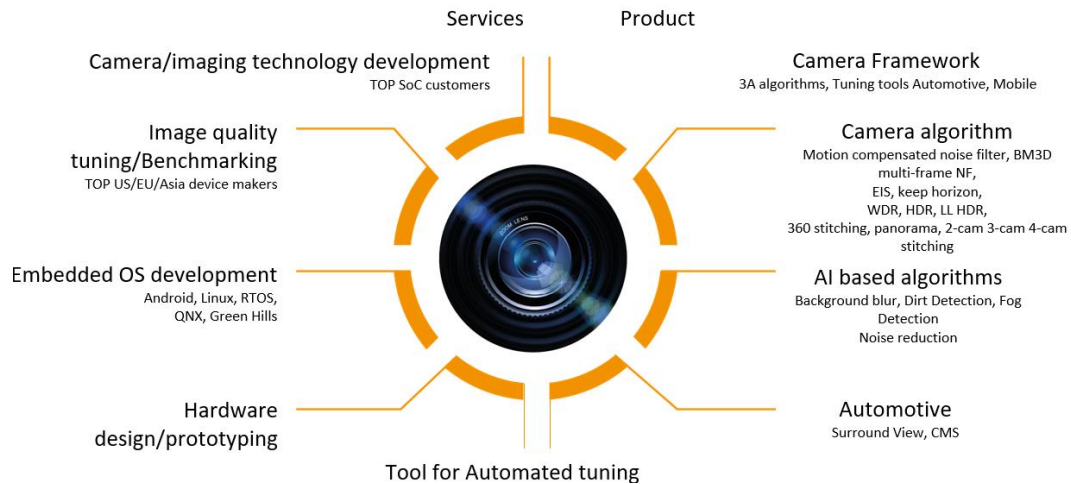 Services
Product
Camera/imaging technology development
TOP SoC customers
Image quality
tuning/Benchmarking
TOP US/EU/Asia device makers
Embedded OS development
Android, Linux, RTOS,
QNX, Green Hills
Hardware
design/prototyping
Camera Framework
3A algorithms, Tuning tools Automotive, Mobile
Camera algorithm
Motion compensated noise filter, BM3D
multi-frame NF,
EIS, keep horizon,
WDR, HDR, LL HDR,
360 stitching, panorama, 2-cam 3-cam 4-cam
stitching
AI based algorithms
Background blur, Dirt Detection, Fog
Detection
Noise reduction
Automotive
Surround View, CMS
ZOOM LENS
Tool for Automated tuning